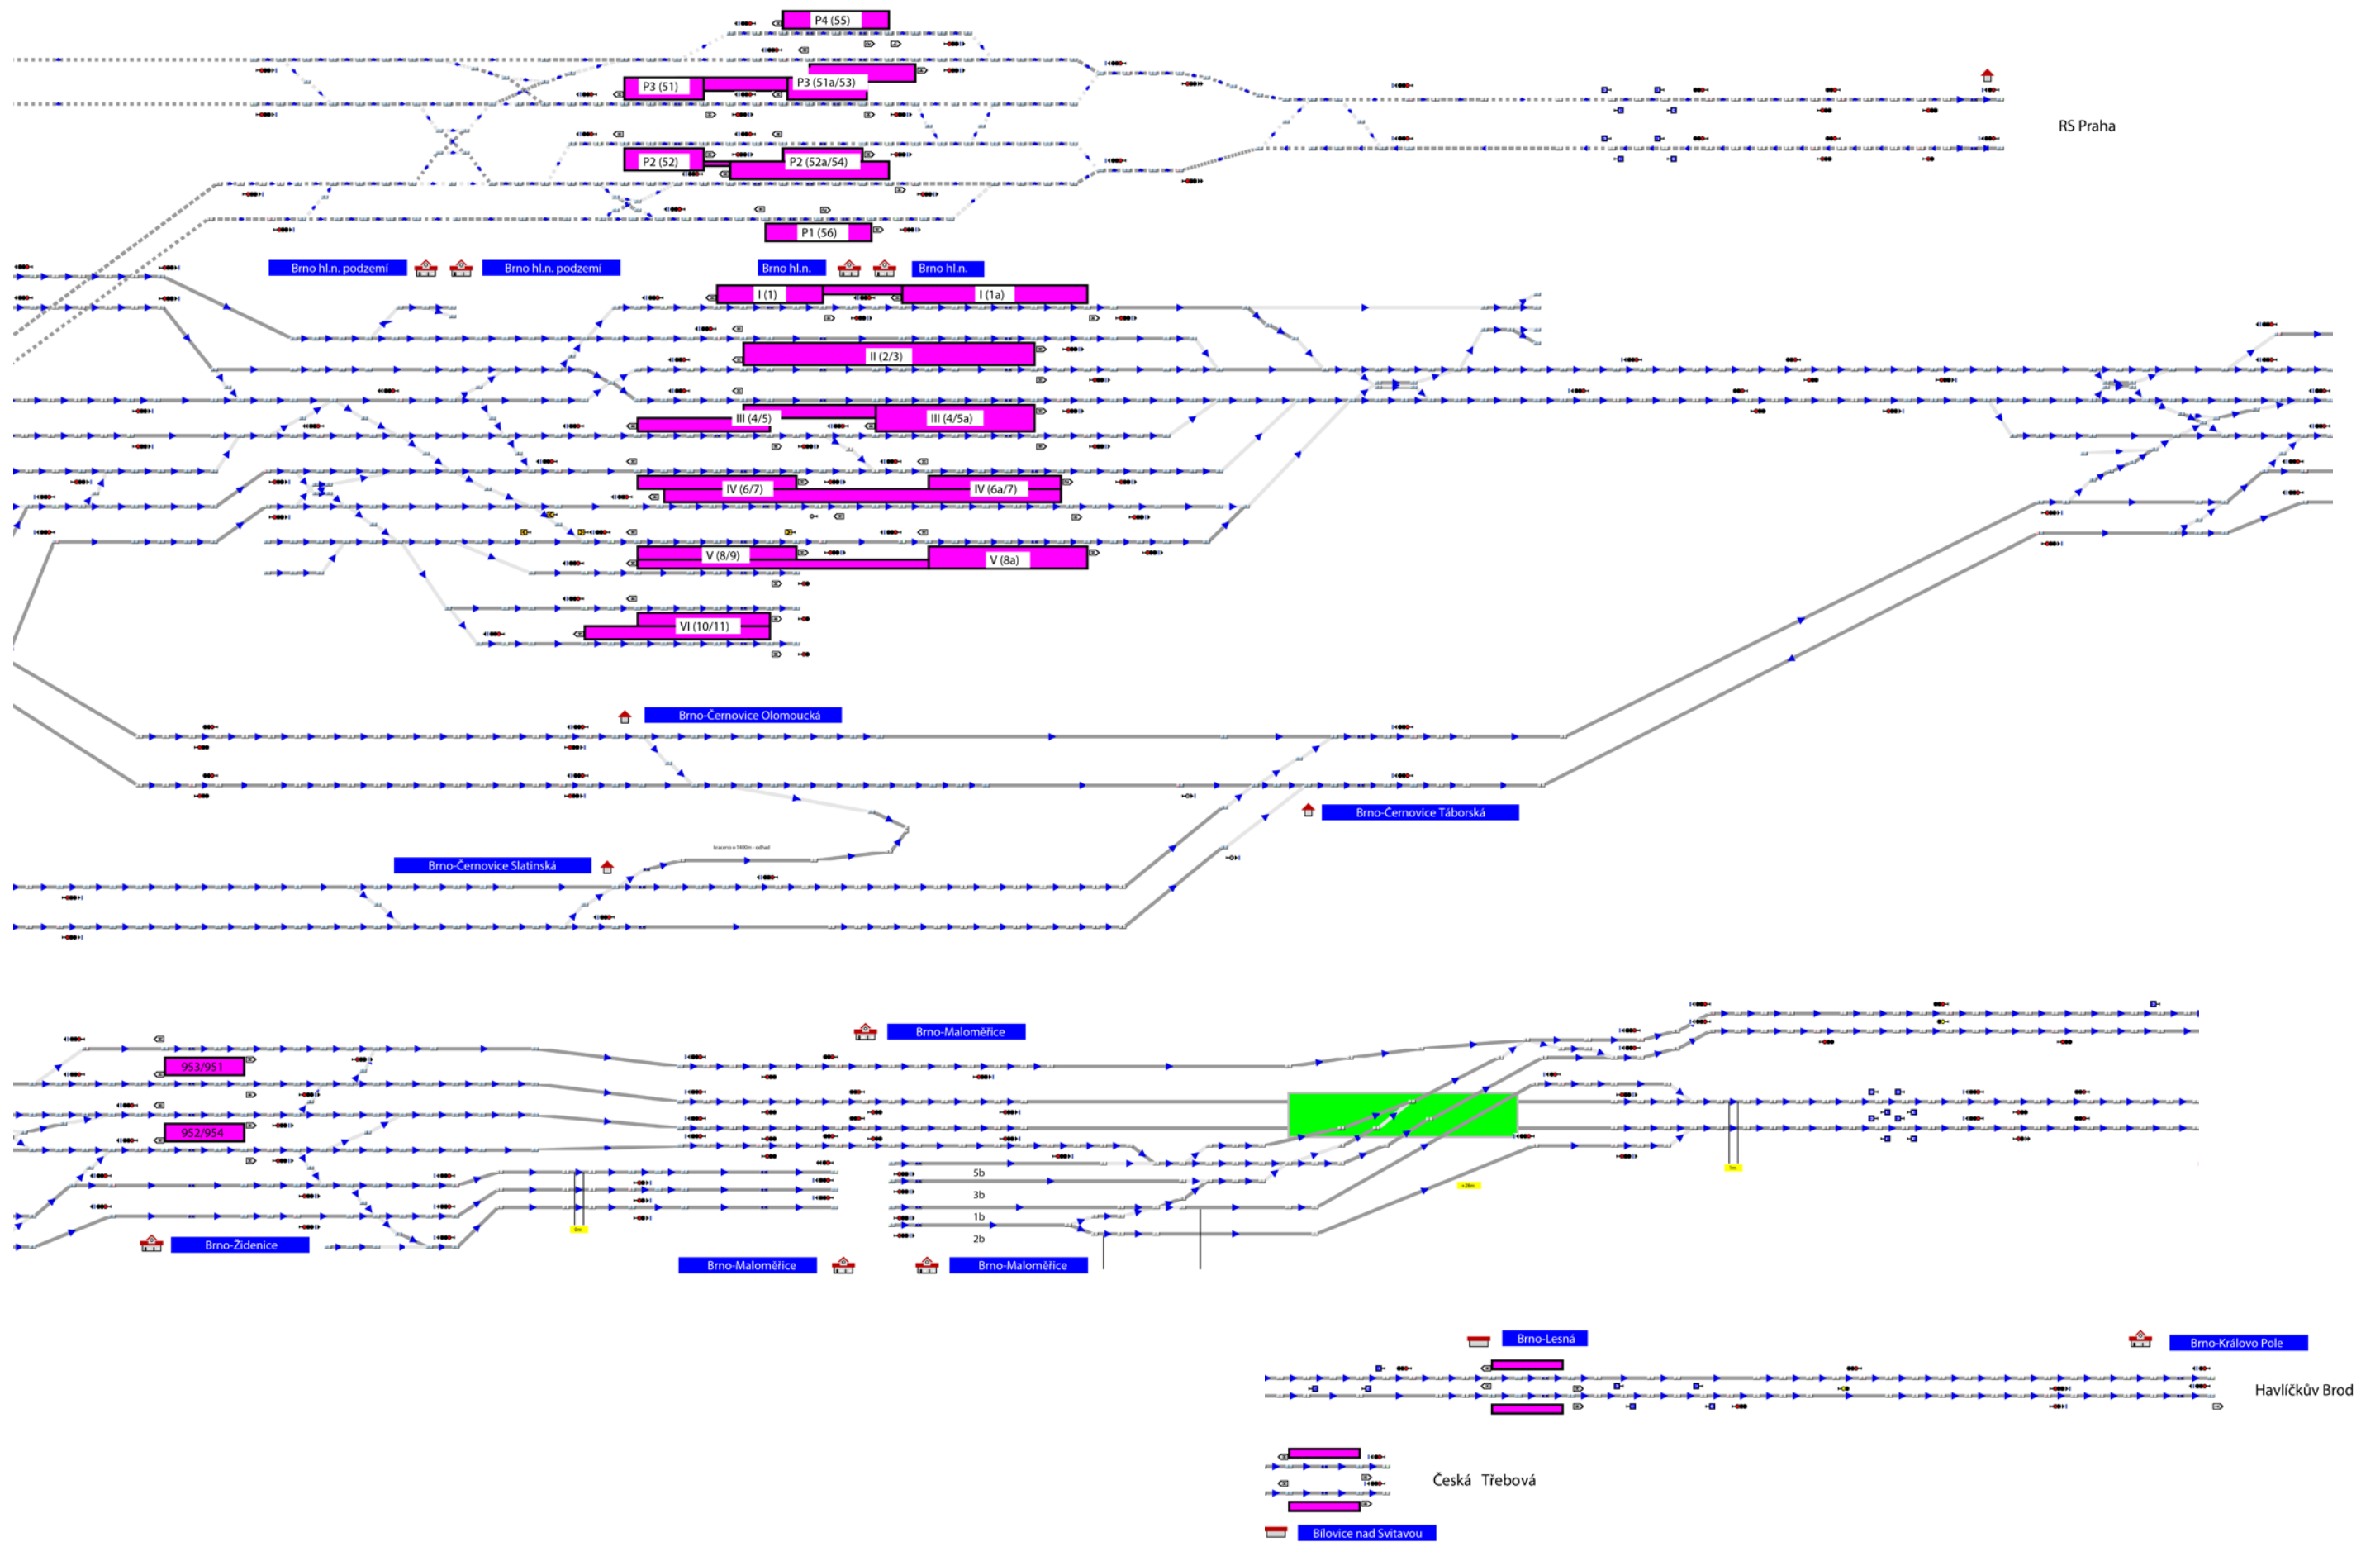 P4 (55)
P3 (51)
P3 (51a/53)
RS Praha
P2 (52)
P2 (52a/54)
P1 (56)
Brno hl.n. podzemí
Brno hl.n. podzemí
Brno hl.n.
Brno hl.n.
I (1)
I (1a)
II (2/3)
III (4/5)
III (4/5a)
IV (6/7)
IV (6a/7)
V (8/9)
V (8a)
VI (10/11)
Brno-Černovice Olomoucká
Brno-Černovice Táborská
Brno-Černovice Slatinská
Brno-Maloměřice
953/951
952/954
5b
3b
1b
2b
Brno-Židenice
Brno-Maloměřice
Brno-Maloměřice
Brno-Lesná
Brno-Královo Pole
Havlíčkův Brod
Česká Třebová
Bílovice nad Svitavou